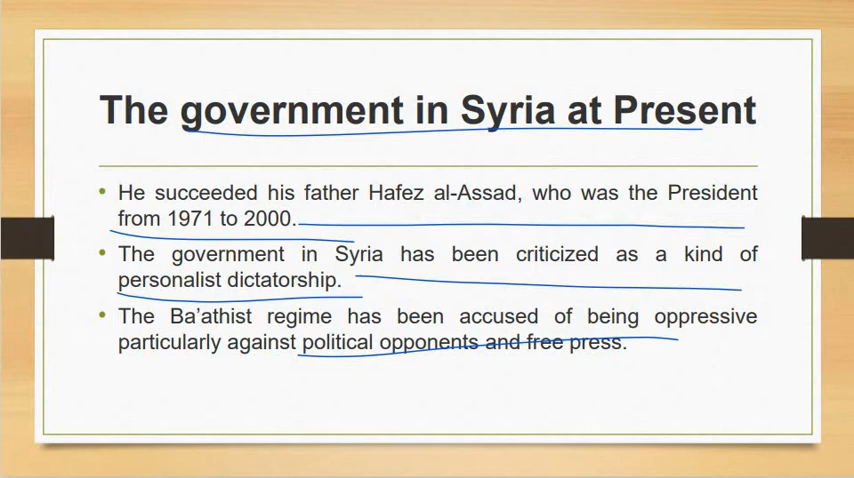 The government in Syria at Present
He succeeded his father Hafez al-Assad, who was the President
from 1971 to 2000.
The government in Syria has been criticized as a kind of
personalist dictatorship.
The Ba’athist regime has been accused of being oppressive
particularly against political opponents and free press.